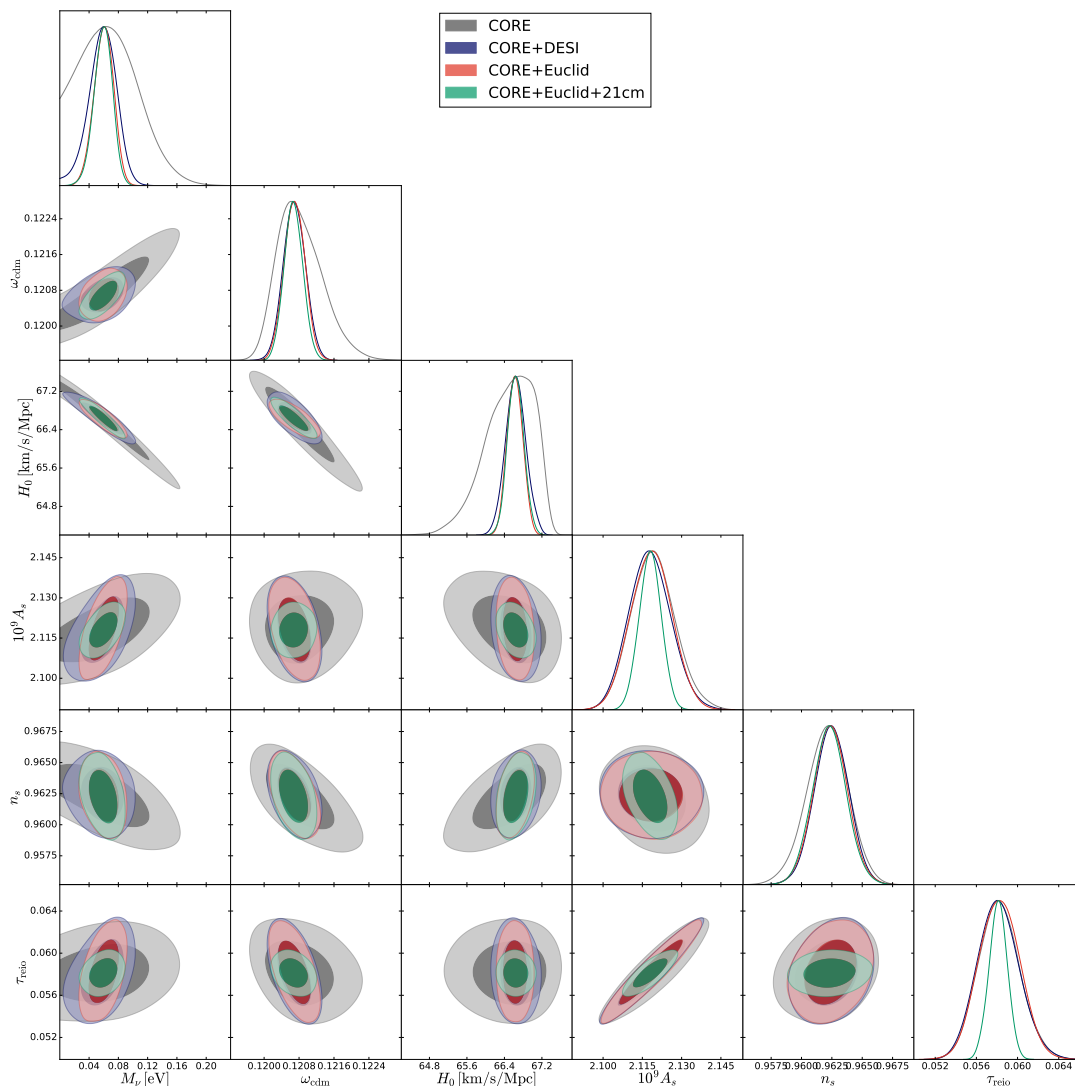 CORE
CORE+DESI
CORE+Euclid
CORE+Euclid+21cm
0.1224
0.1216
0.1208
0.1200
ω_cdm
67.2
66.4
65.6
64.8
H_0 [km/s/Mpc]
2.145
2.130
2.115
2.100
10^9 A_s
0.9675
0.9650
0.9625
0.9600
0.9575
n_s
0.064
0.060
0.056
0.052
τ_reio
0.04 0.08 0.12 0.16 0.20
M_ν [eV]
0.1200 0.1208 0.1216 0.1224
ω_cdm
64.8 65.6 66.4 67.2
H_0 [km/s/Mpc]
2.100 2.115 2.130 2.145
10^9 A_s
0.9575 0.9600 0.9625 0.9650 0.9675
n_s
0.052 0.056 0.060 0.064
τ_reio